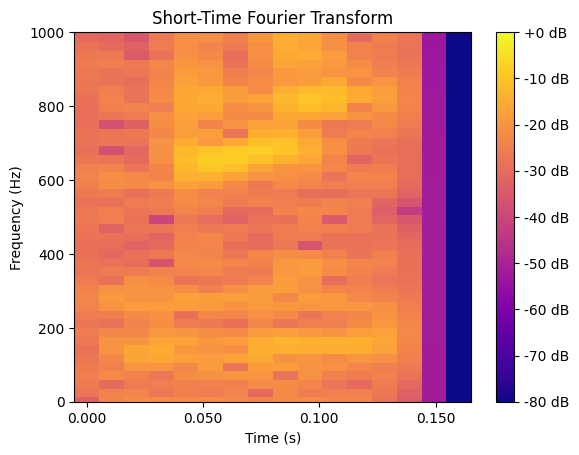 Short-Time Fourier Transform
1000
800
600
400
200
0
Frequency (Hz)
0.000
0.050
0.100
0.150
Time (s)
+0 dB
-10 dB
-20 dB
-30 dB
-40 dB
-50 dB
-60 dB
-70 dB
-80 dB